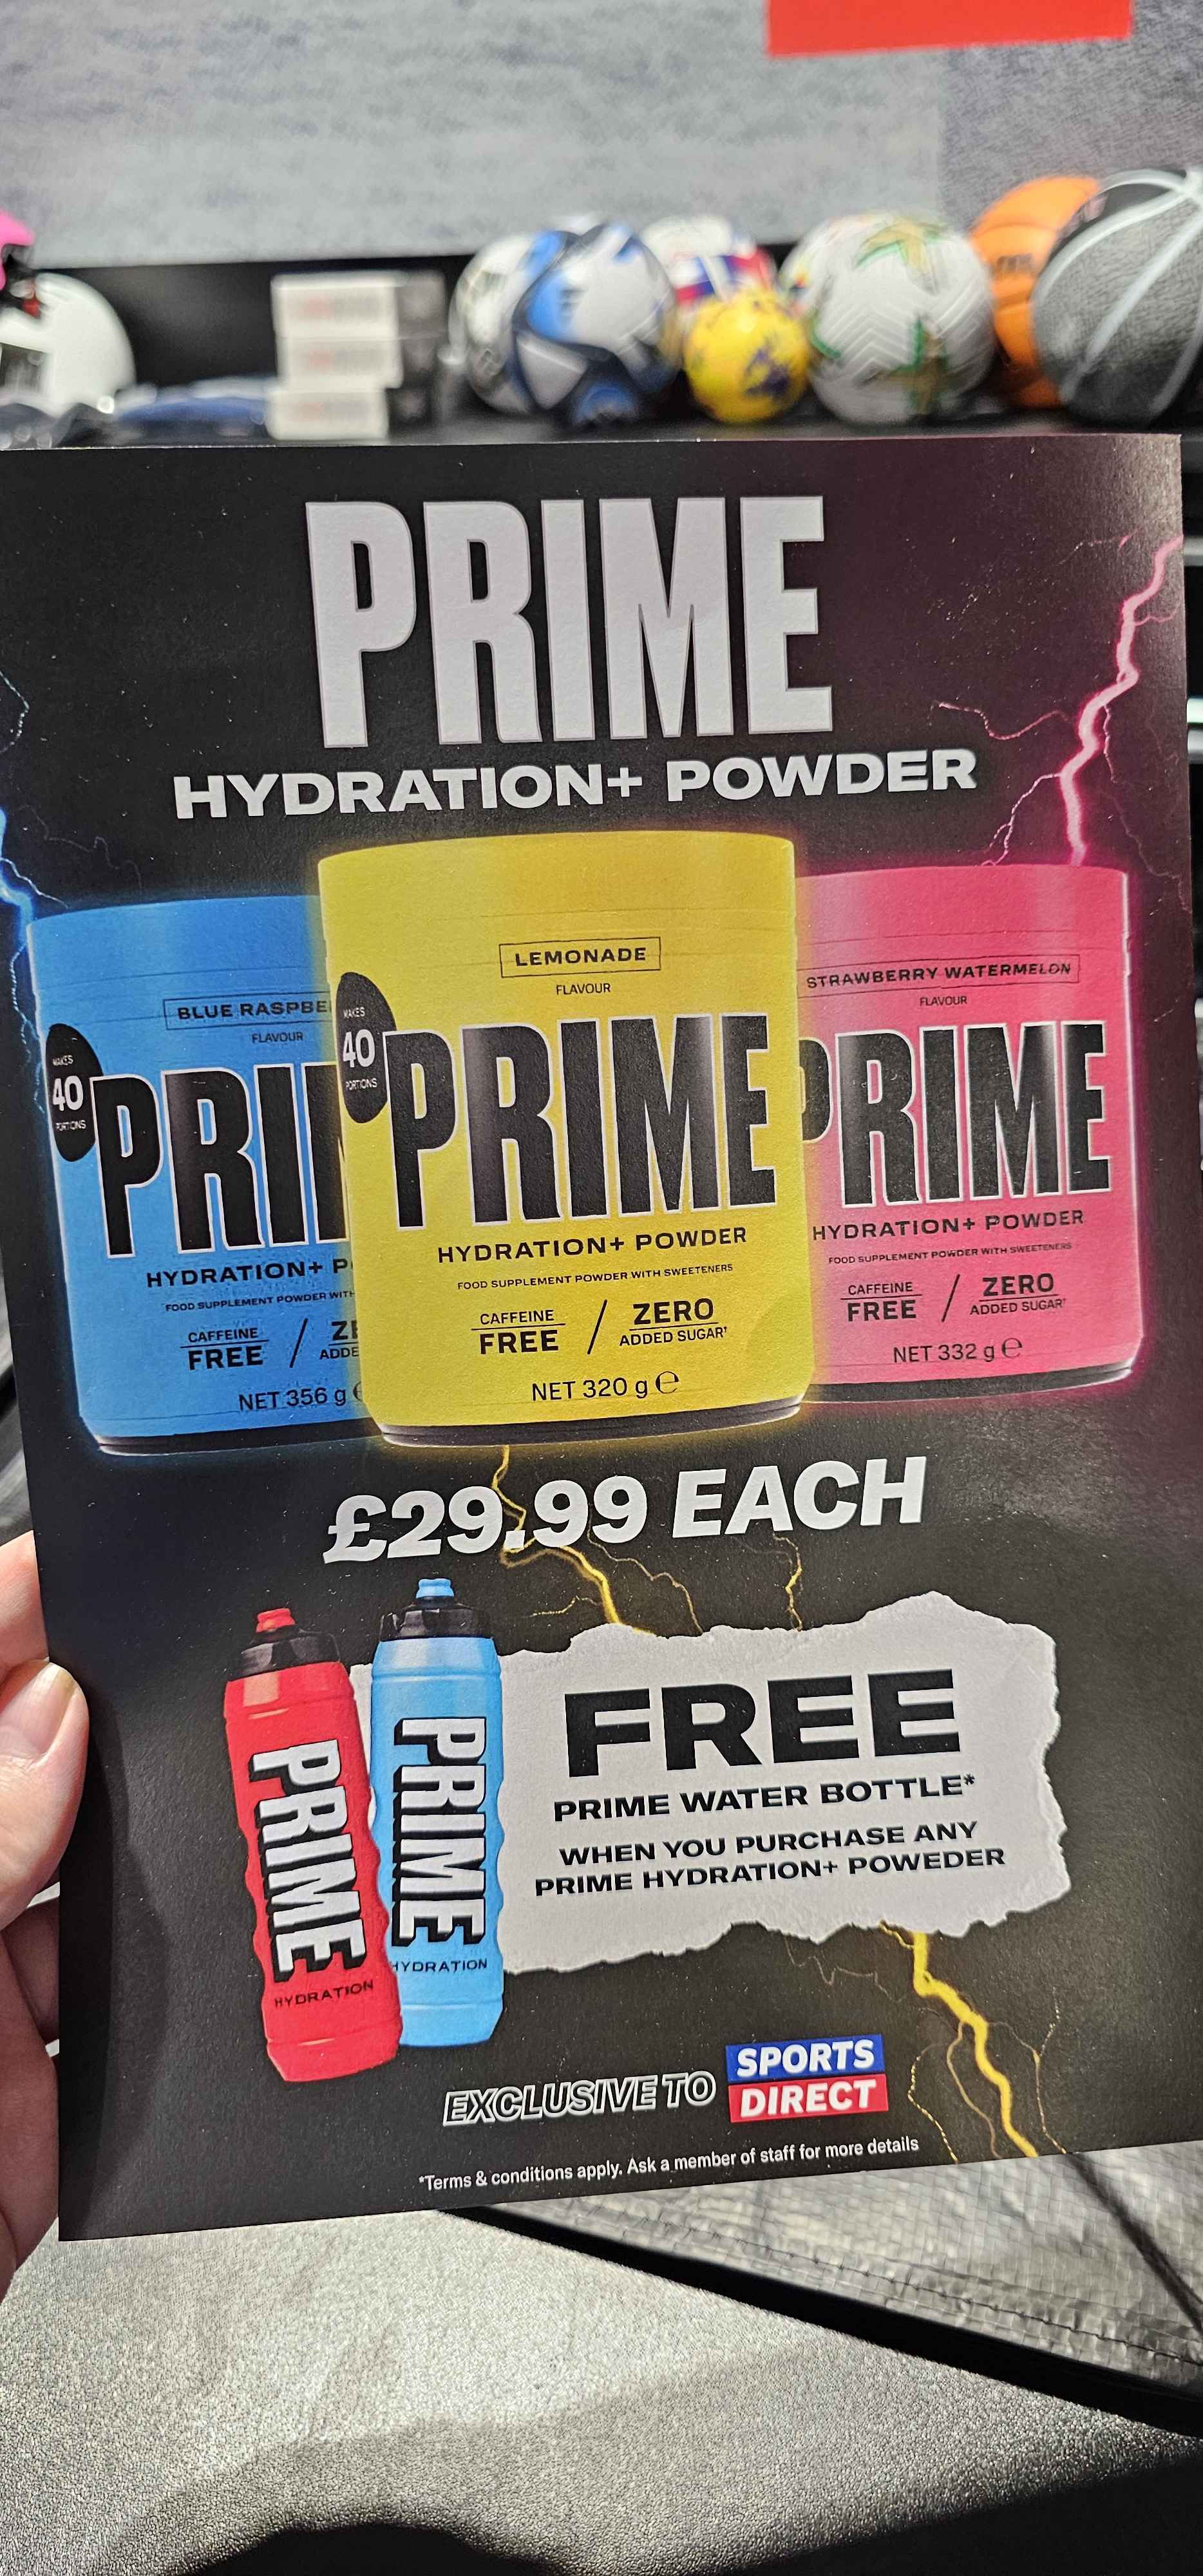 PRIME
HYDRATION+ POWDER
BLUE RASPBE
FLAVOUR
MAKES
40
PORTIONS
PRI
HYDRATION+ P
FOOD SUPPLEMENT POWDER WITH
CAFFEINE
FREE
/
ZE
ADDE
NET 356 g
LEMONADE
FLAVOUR
MAKES
40
PORTIONS
PRIME
HYDRATION+ POWDER
FOOD SUPPLEMENT POWDER WITH SWEETENERS
CAFFEINE
FREE
/
ZERO
ADDED SUGAR†
NET 320 g ℮
STRAWBERRY WATERMELON
FLAVOUR
PRIME
HYDRATION+ POWDER
FOOD SUPPLEMENT POWDER WITH SWEETENERS
CAFFEINE
FREE
/
ZERO
ADDED SUGAR†
NET 332 g ℮
£29.99 EACH
PRIME
HYDRATION
PRIME
HYDRATION
FREE
PRIME WATER BOTTLE*
WHEN YOU PURCHASE ANY
PRIME HYDRATION+ POWEDER
EXCLUSIVE TO
SPORTS
DIRECT
*Terms & conditions apply. Ask a member of staff for more details